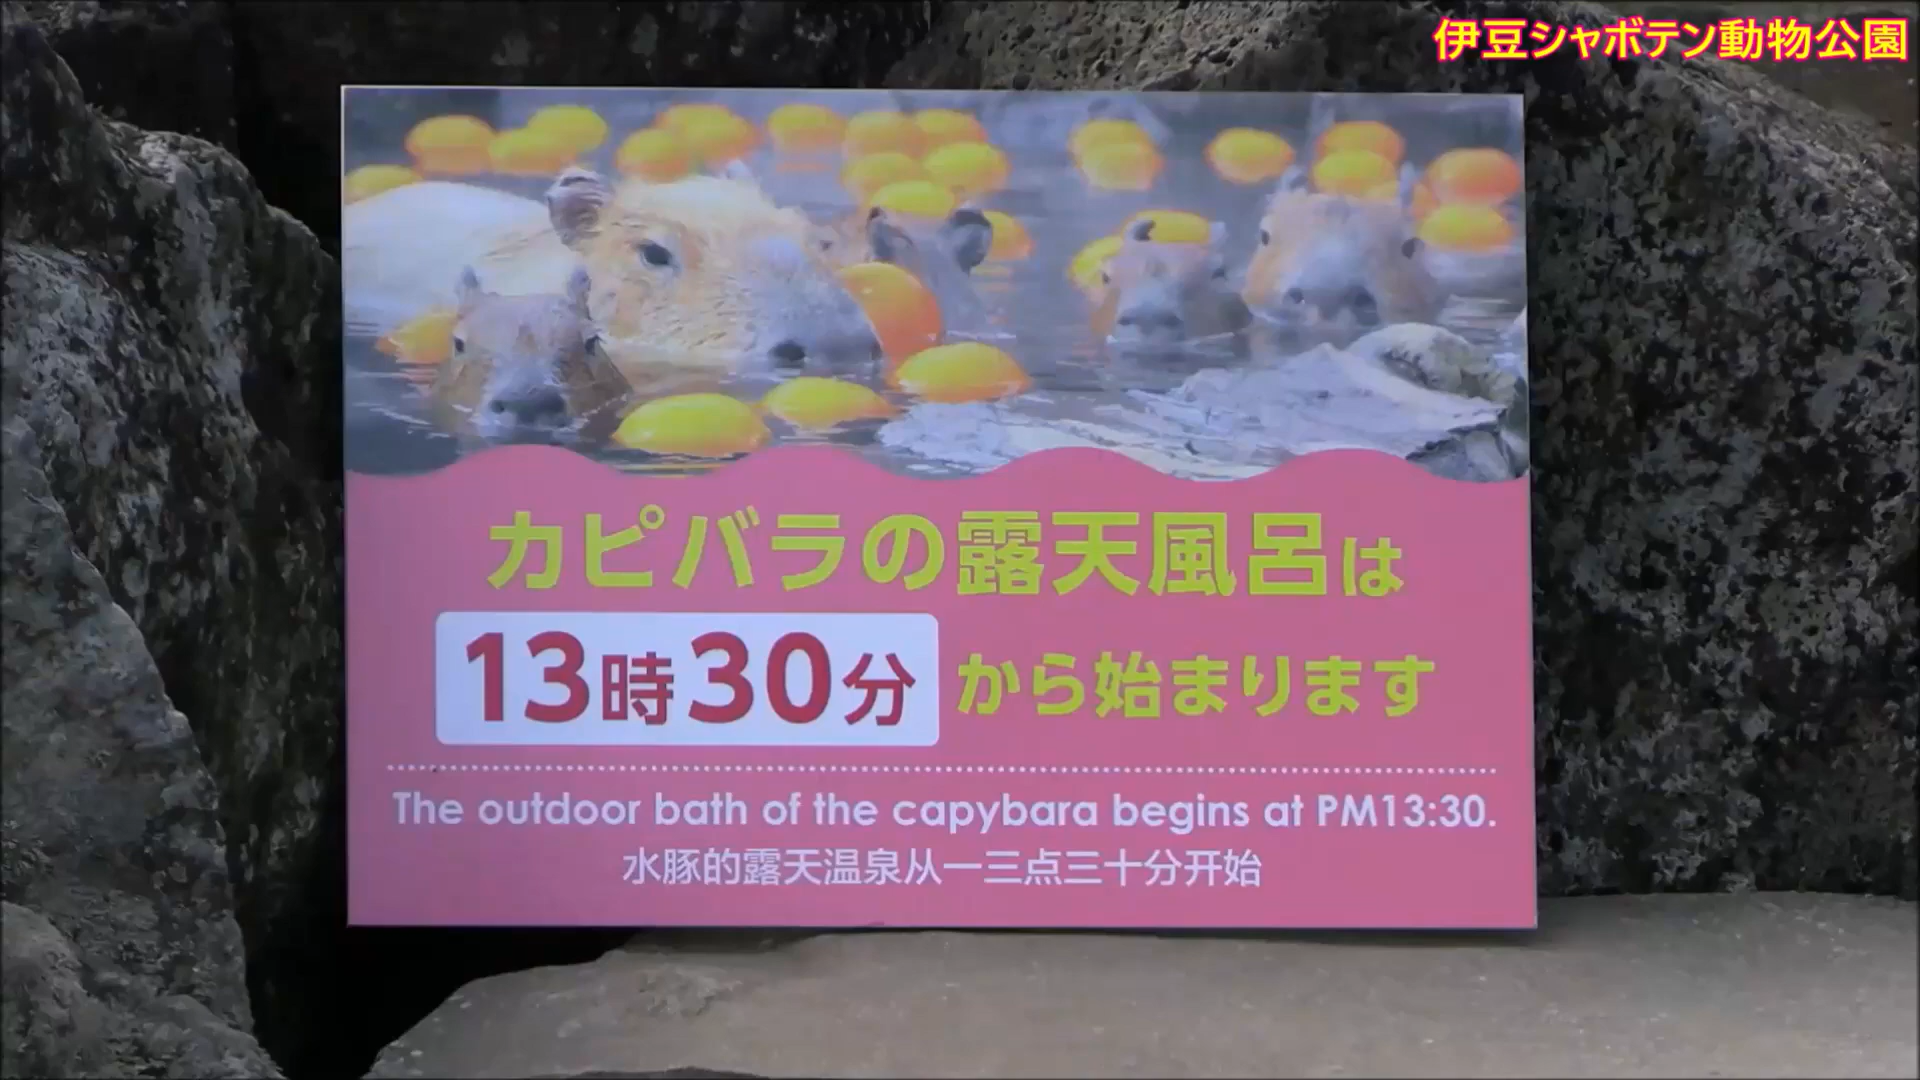 伊豆シャボテン動物公園
カピバラの露天風呂は
13時30分から始まります
The outdoor bath of the capybara begins at PM13:30.
水豚的露天温泉从一三点三十分开始